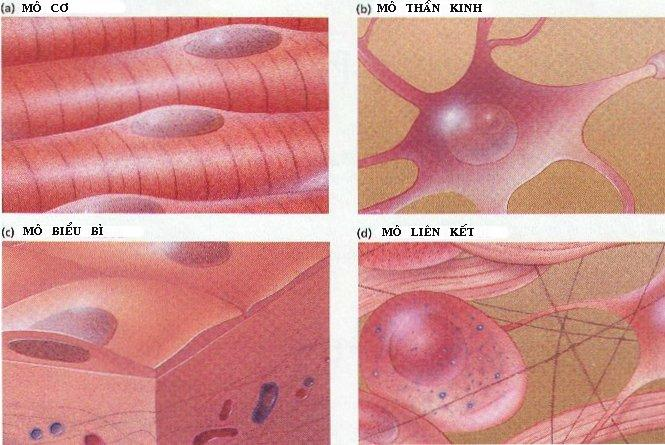 (a) MÔ CƠ
(b) MÔ THẦN KINH
(c) MÔ BIỂU BÌ
(d) MÔ LIÊN KẾT